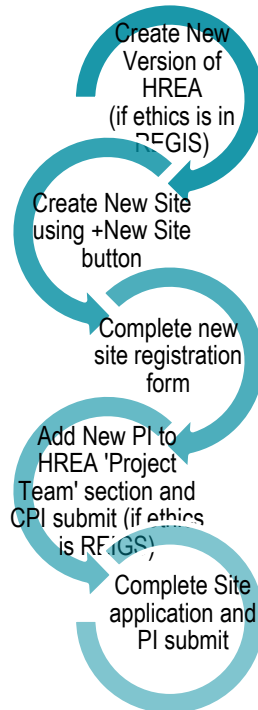 Create New
Version of
HREA
(if ethics is in
REGIS)
Create New Site
using +New Site
button
Complete new
site registration
form
Add New PI to
HREA 'Project
Team' section and
CPI submit (if ethics
is REIGS)
Complete Site
application and
PI submit